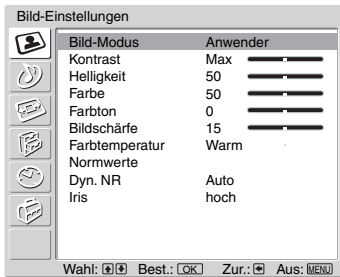 Bild-Einstellungen
Bild-Modus Anwender
Kontrast Max
Helligkeit 50
Farbe 50
Farbton 0
Bildschärfe 15
Farbtemperatur Warm
Normwerte
Dyn. NR Auto
Iris hoch
Wahl: Best.: OK Zur.: Aus: MENU